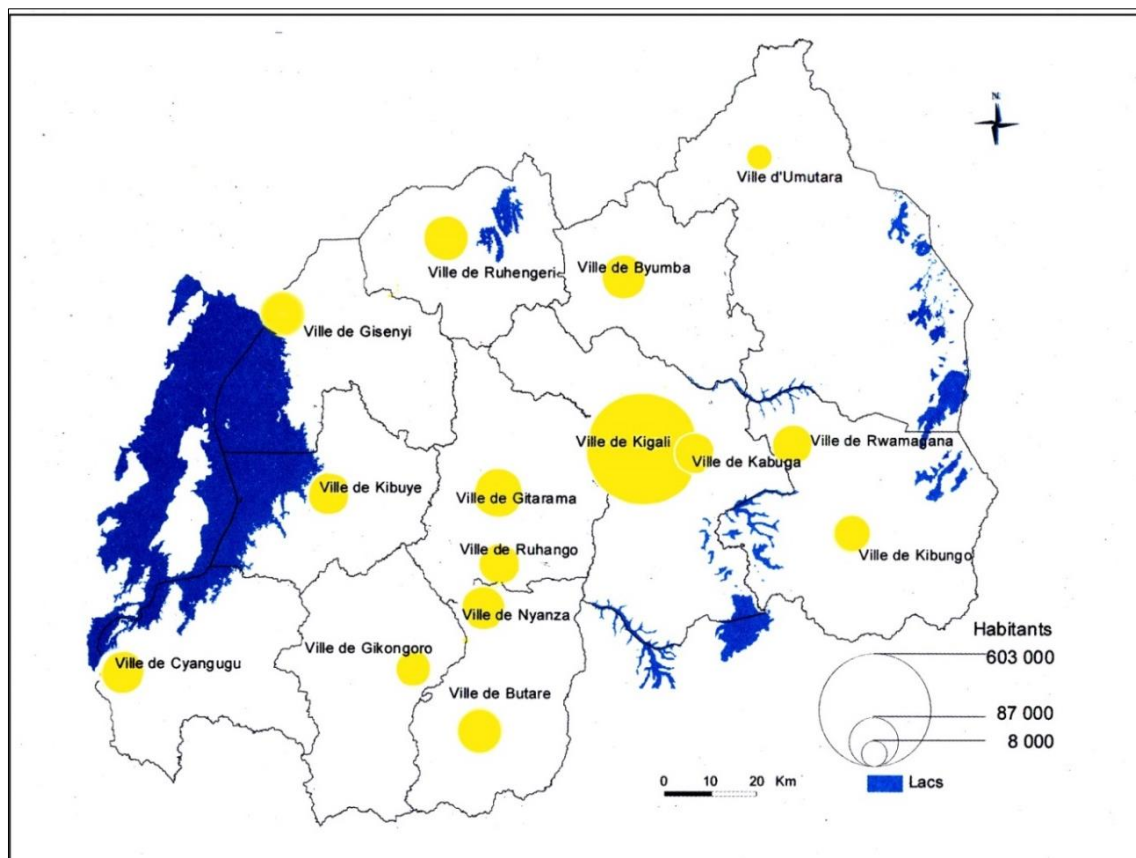 N
Ville d'Umutara
Ville de Ruhengeri
Ville de Byumba
Ville de Gisenyi
Ville de Kigali
Ville de Rwamagana
Ville de Kabuga
Ville de Kibuye
Ville de Gitarama
Ville de Ruhango
Ville de Kibungo
Ville de Nyanza
Ville de Gikongoro
Ville de Cyangugu
Ville de Butare
Habitants
603 000
87 000
8 000
0 10 20 Km
Lacs